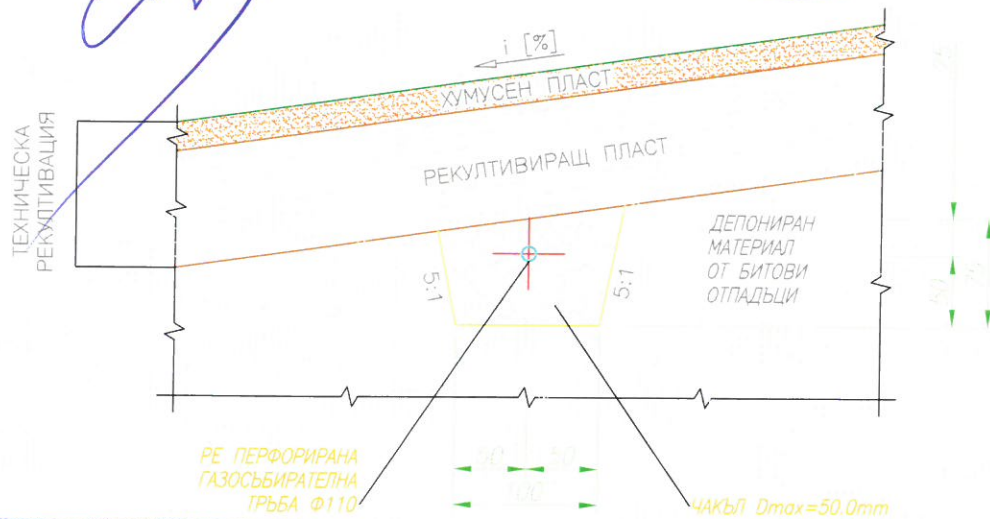 i [%]
ХУМУСЕН ПЛАСТ
ТЕХНИЧЕСКА
РЕКУЛТИВАЦИЯ
РЕКУЛТИВИРАЩ ПЛАСТ
ДЕПОНИРАН
МАТЕРИАЛ
ОТ БИТОВИ
ОТПАДЪЦИ
5:1
5:1
РЕ ПЕРФОРИРАНА
ГАЗОСЪБИРАТЕЛНА
ТРЪБА Ф110
50
50
100
ЧАКЪЛ Dmax=50.0mm